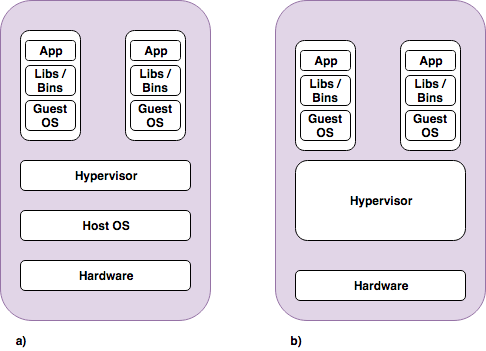 App
Libs /
Bins
Guest
OS
App
Libs /
Bins
Guest
OS
Hypervisor
Host OS
Hardware
a)
App
Libs /
Bins
Guest
OS
App
Libs /
Bins
Guest
OS
Hypervisor
Hardware
b)